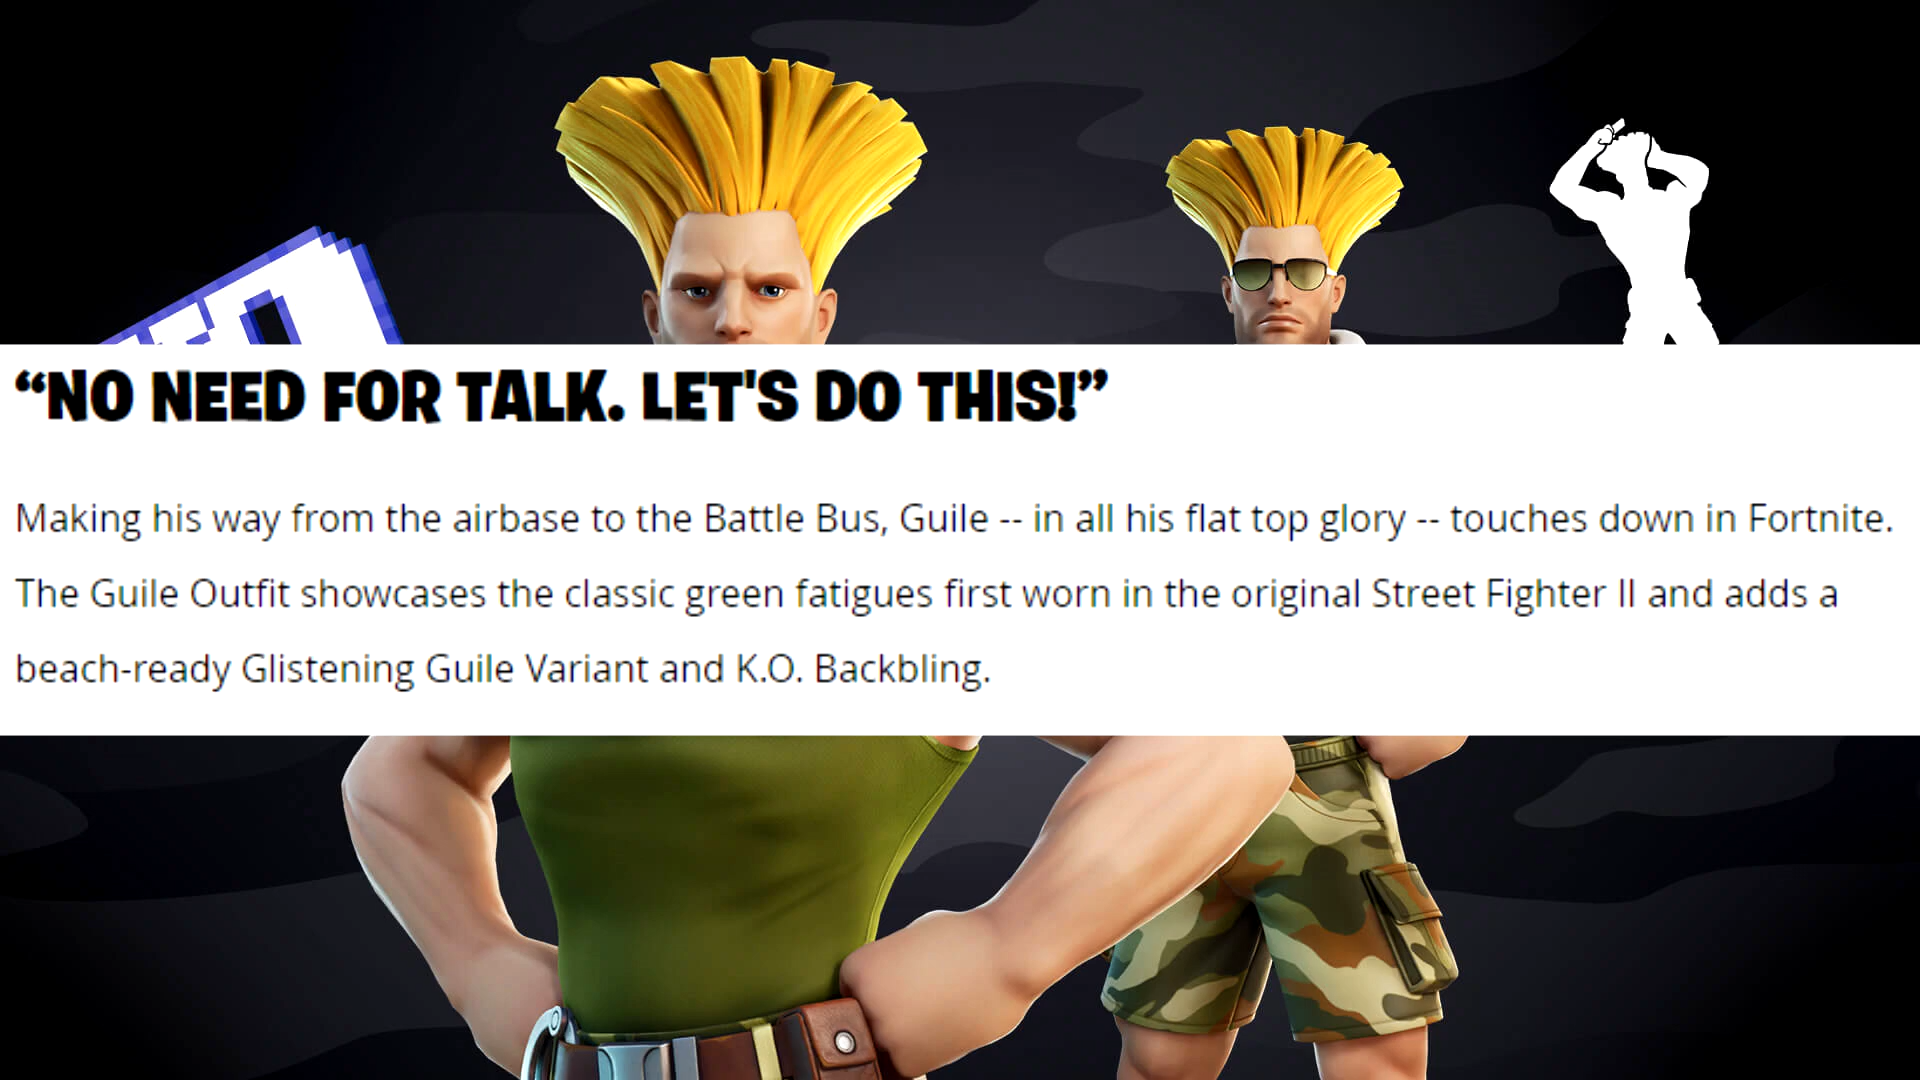 “NO NEED FOR TALK. LET'S DO THIS!”
Making his way from the airbase to the Battle Bus, Guile -- in all his flat top glory -- touches down in Fortnite.
The Guile Outfit showcases the classic green fatigues first worn in the original Street Fighter II and adds a
beach-ready Glistening Guile Variant and K.O. Backbling.